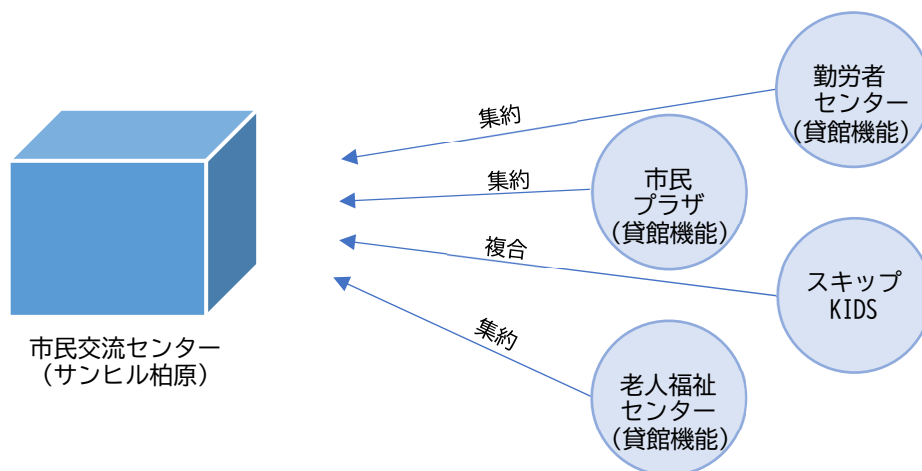 勤労者
センター
(貸館機能)
集約
市民
プラザ
(貸館機能)
集約
複合
スキップ
KIDS
集約
老人福祉
センター
(貸館機能)
市民交流センター
(サンヒル柏原)